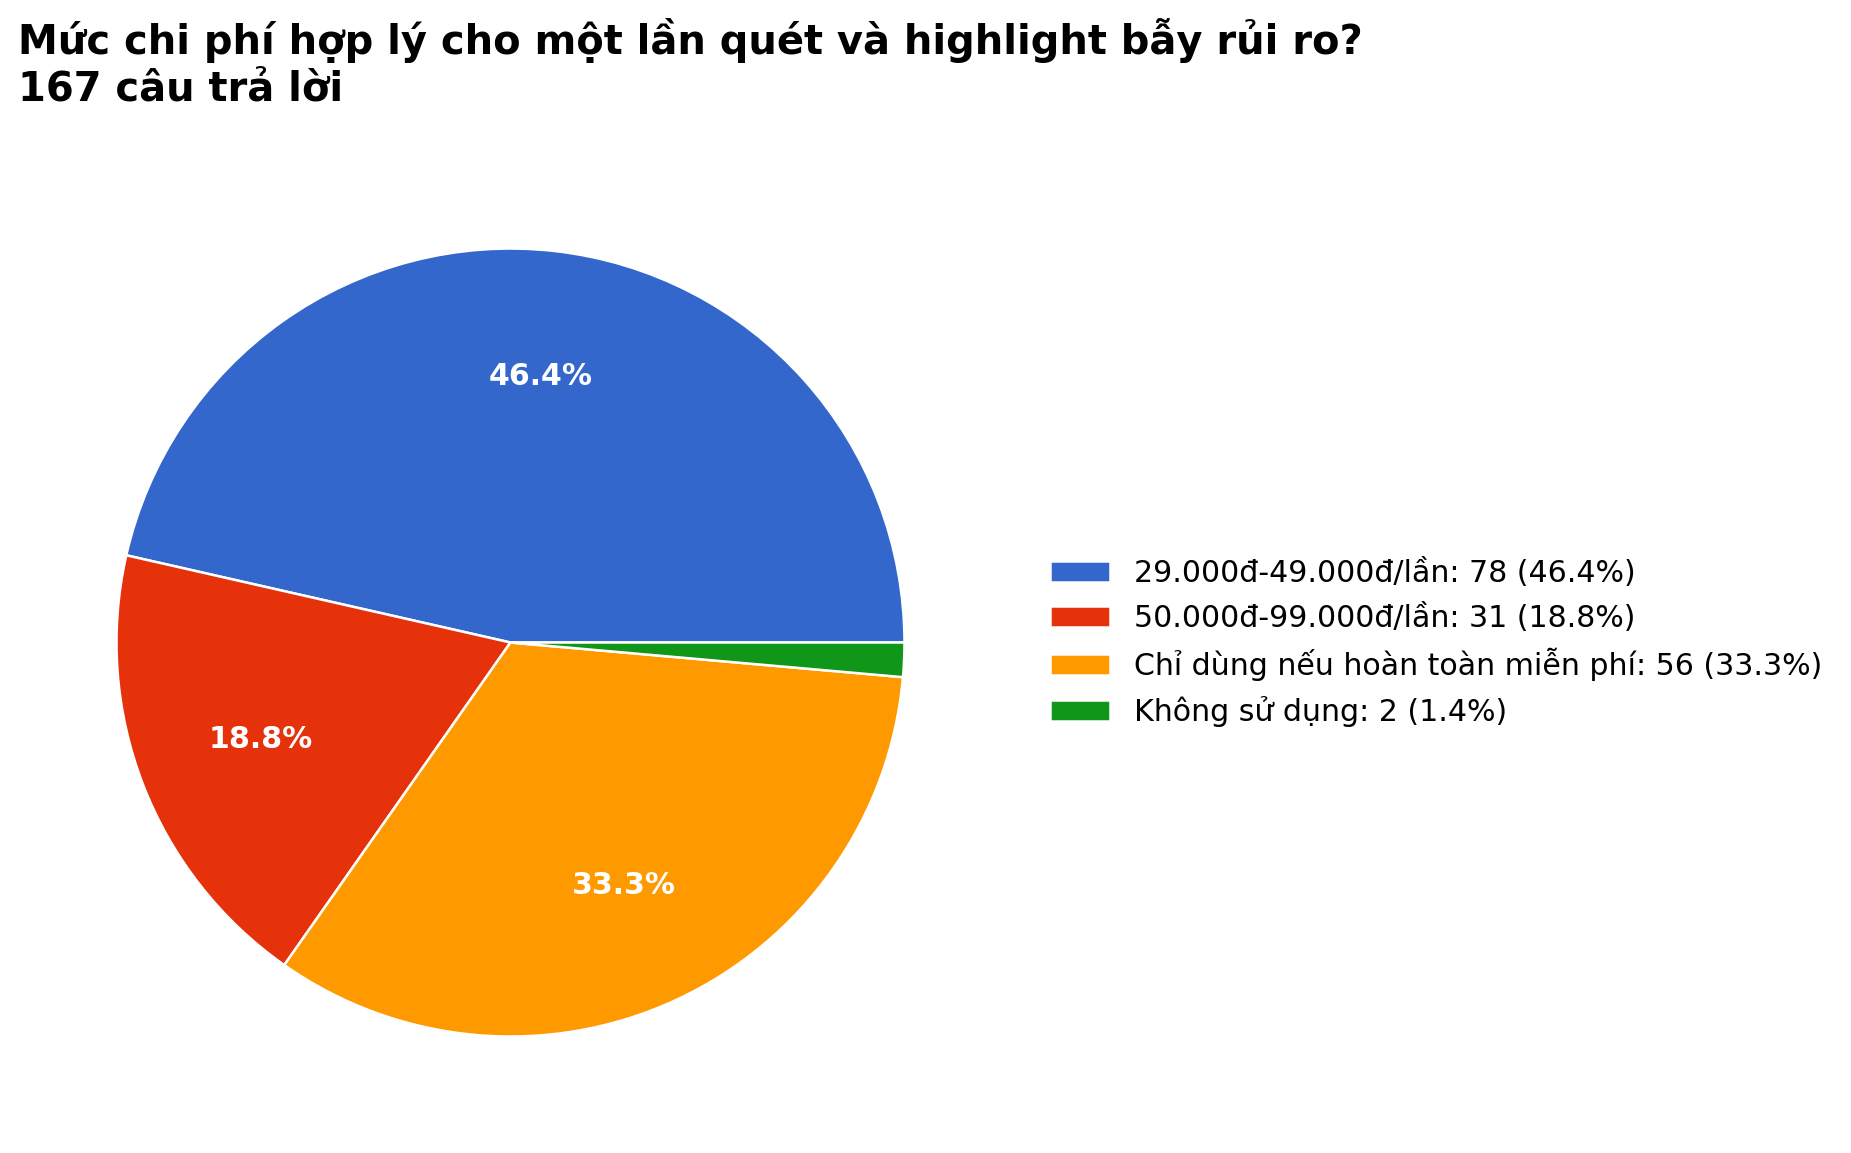 Mức chi phí hợp lý cho một lần quét và highlight bẫy rủi ro?
167 câu trả lời
46.4%
18.8%
33.3%
29.000đ-49.000đ/lần: 78 (46.4%)
50.000đ-99.000đ/lần: 31 (18.8%)
Chỉ dùng nếu hoàn toàn miễn phí: 56 (33.3%)
Không sử dụng: 2 (1.4%)